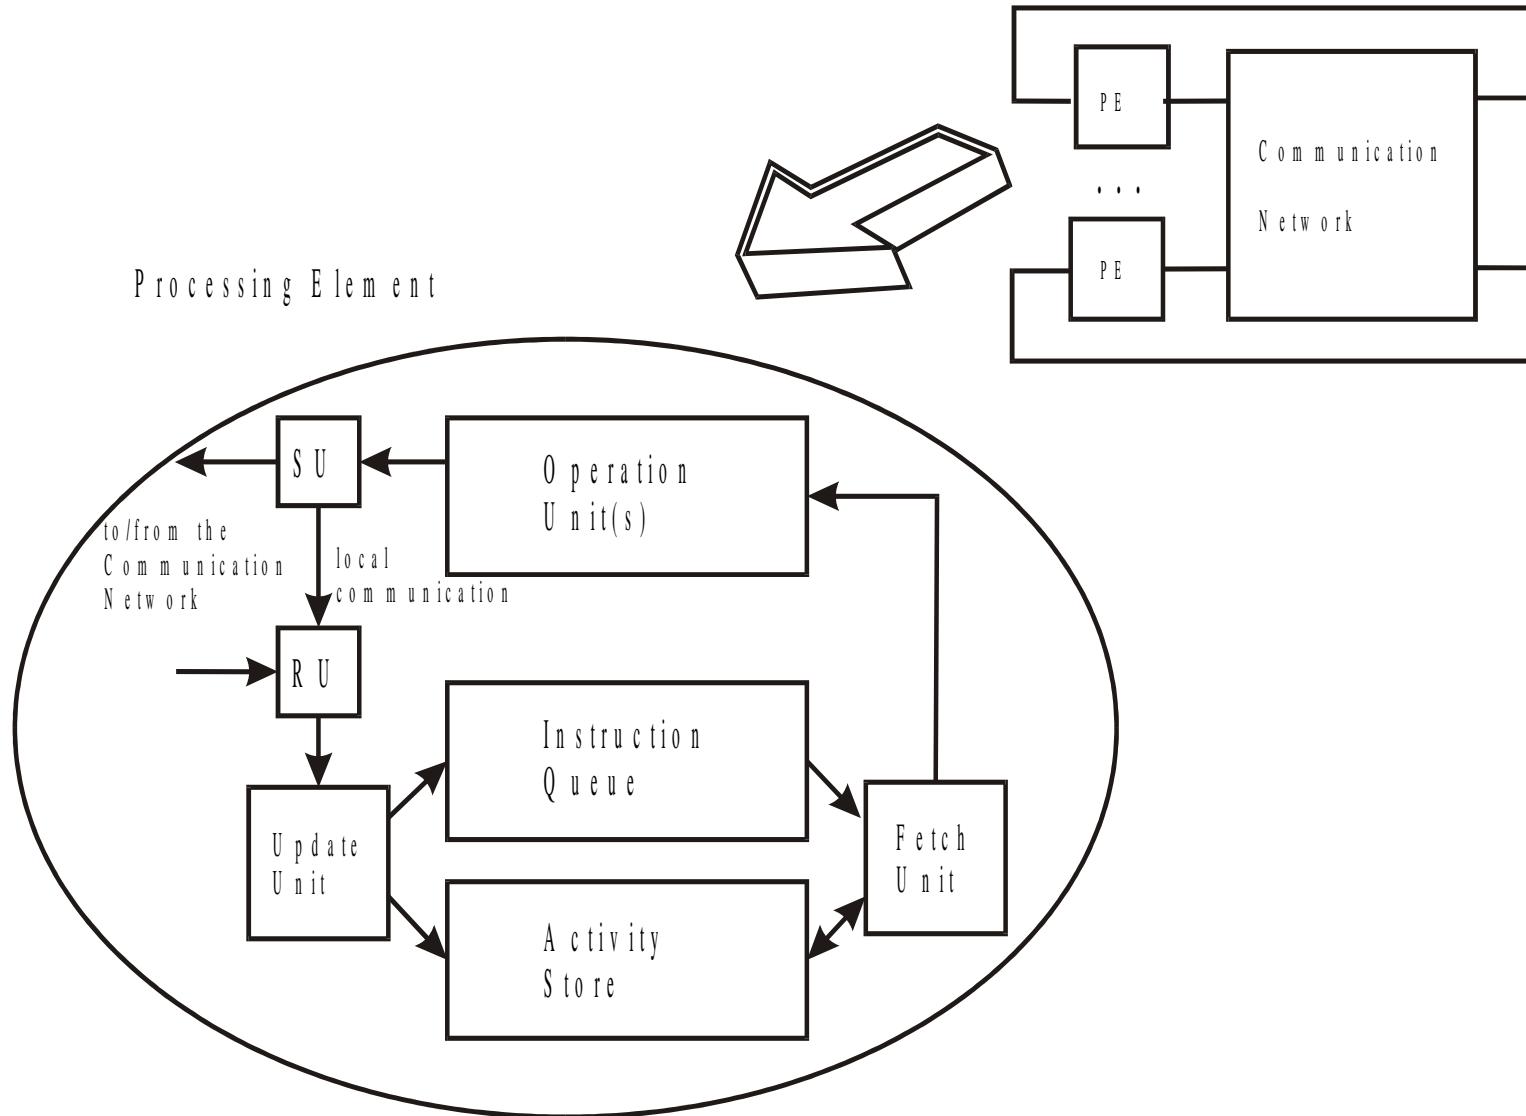 PE
Communication
Network
. . .
PE
Processing Element
SU
Operation
Unit(s)
to/from the
Communication
Network
local
communication
RU
Instruction
Queue
Update
Unit
Fetch
Unit
Activity
Store